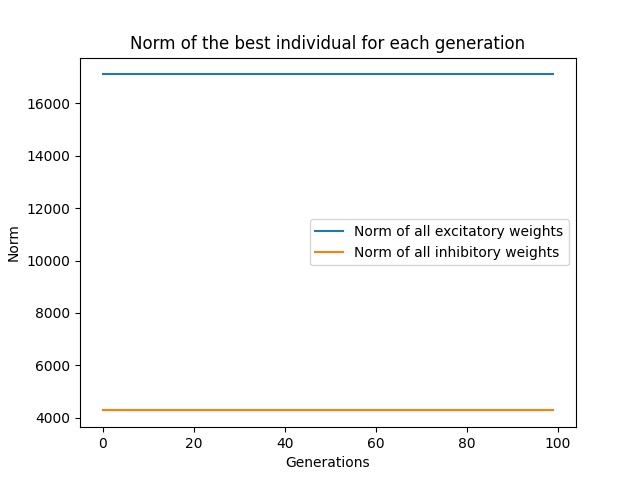 Norm of the best individual for each generation
16000
14000
12000
10000
8000
6000
4000
Norm
Norm of all excitatory weights
Norm of all inhibitory weights
0 20 40 60 80 100
Generations